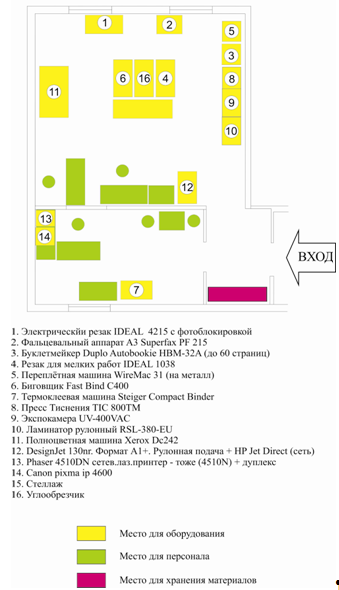 1
2
5
3
6
16
4
8
11
9
10
12
13
14
ВХОД
7
1. Электрический резак IDEAL 4215 с фотоблокировкой
2. Фальцевальный аппарат А3 Superfax PF 215
3. Буклетмейкер Duplo Autobookie HBM-32A (до 60 страниц)
4. Резак для мелких работ IDEAL 1038
5. Переплётная машина WireMac 31 (на металл)
6. Биговщик Fast Bind C400
7. Термоклеевая машина Steiger Compact Binder
8. Пресс Тиснения TIC 800TM
9. Экспокамера UV-400VAC
10. Ламинатор рулонный RSL-380-EU
11. Полноцветная машина Xerox Dc242
12. DesignJet 130nr. Формат А1+. Рулонная подача + HP Jet Direct (сеть)
13. Phaser 4510DN сетев.лаз.принтер - тоже (4510N) + дуплекс
14. Canon pixma ip 4600
15. Стеллаж
16. Углообрезчик
Место для оборудования
Место для персонала
Место для хранения материалов